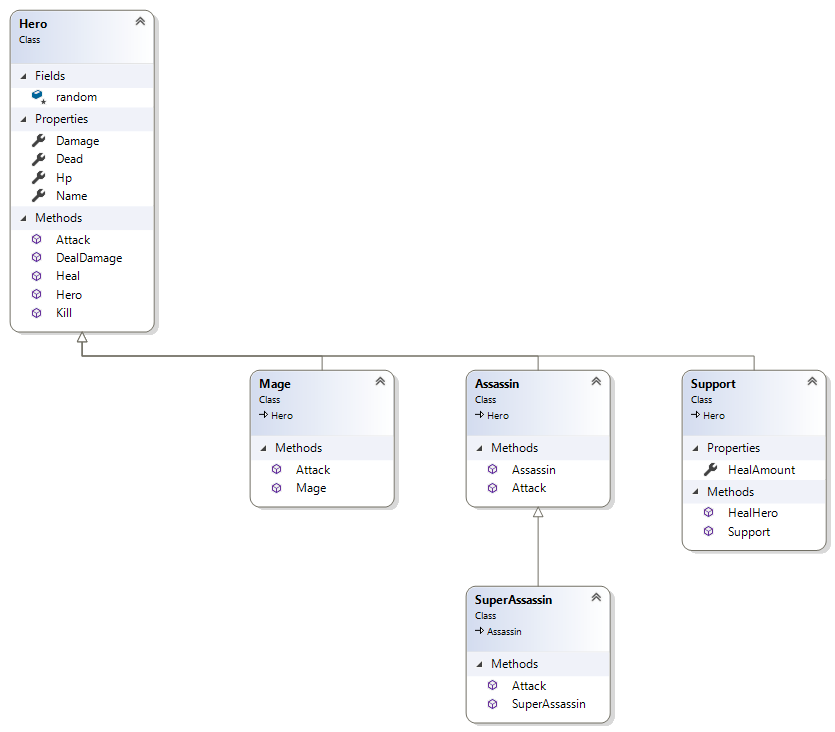 Hero
Class
Fields
random
Properties
Damage
Dead
Hp
Name
Methods
Attack
DealDamage
Heal
Hero
Kill
Mage
Class
Hero
Methods
Attack
Mage
Assassin
Class
Hero
Methods
Assassin
Attack
Support
Class
Hero
Properties
HealAmount
Methods
HealHero
Support
SuperAssassin
Class
Assassin
Methods
Attack
SuperAssassin